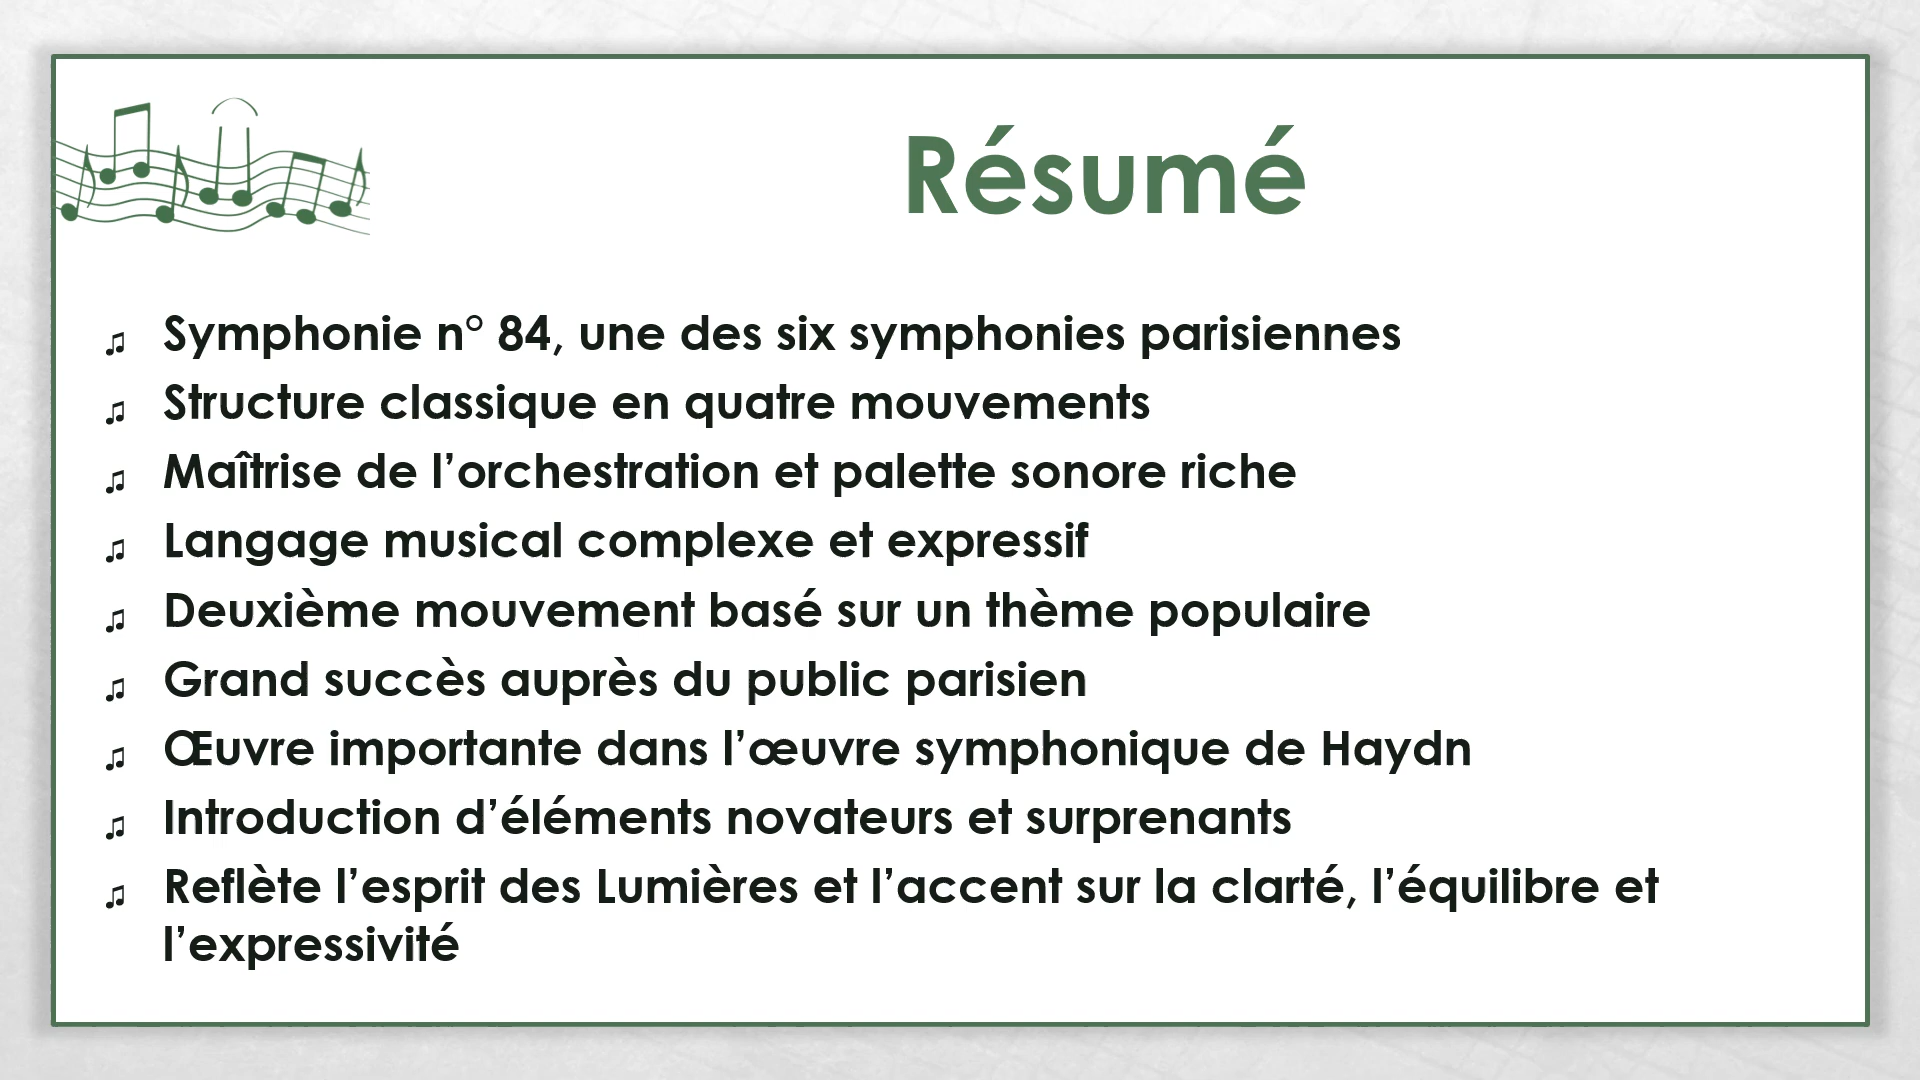 Résumé
♫ Symphonie n° 84, une des six symphonies parisiennes
♫ Structure classique en quatre mouvements
♫ Maîtrise de l’orchestration et palette sonore riche
♫ Langage musical complexe et expressif
♫ Deuxième mouvement basé sur un thème populaire
♫ Grand succès auprès du public parisien
♫ Œuvre importante dans l’œuvre symphonique de Haydn
♫ Introduction d’éléments novateurs et surprenants
♫ Reflète l’esprit des Lumières et l’accent sur la clarté, l’équilibre et
l’expressivité